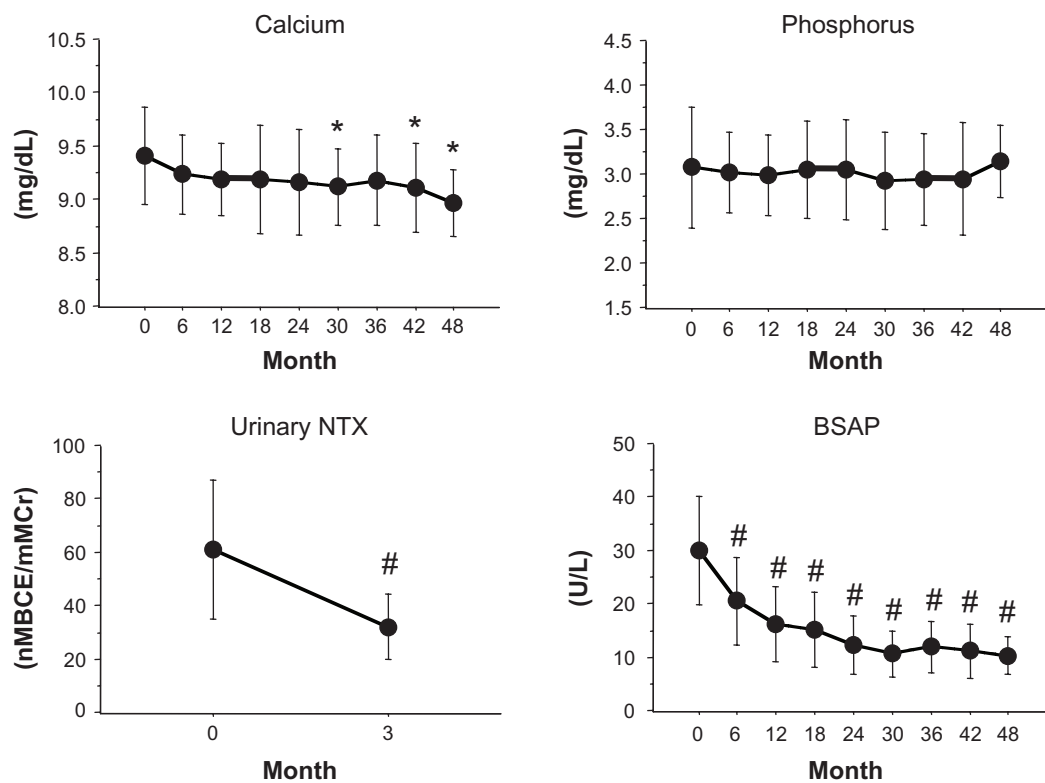 Calcium
10.5
10.0
9.5
9.0
8.5
8.0
(mg/dL)
* * *
0 6 12 18 24 30 36 42 48
Month
Phosphorus
4.5
4.0
3.5
3.0
2.5
2.0
1.5
(mg/dL)
0 6 12 18 24 30 36 42 48
Month
Urinary NTX
100
80
60
40
20
0
(nMBCE/mMCr)
#
0 3
Month
BSAP
50
40
30
20
10
0
(U/L)
# # # # # # # #
0 6 12 18 24 30 36 42 48
Month